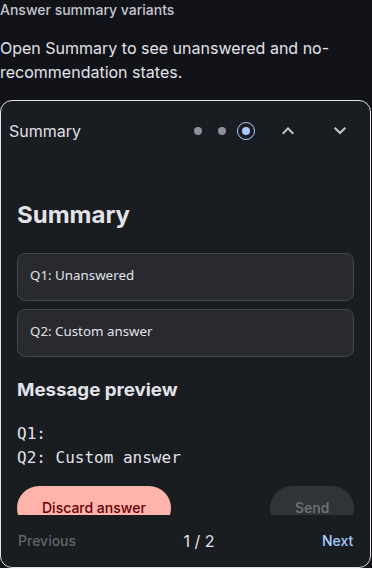 Answer summary variants
Open Summary to see unanswered and no-
recommendation states.
Summary
Summary
Q1: Unanswered
Q2: Custom answer
Message preview
Q1:
Q2: Custom answer
Discard answer
Send
Previous
1 / 2
Next